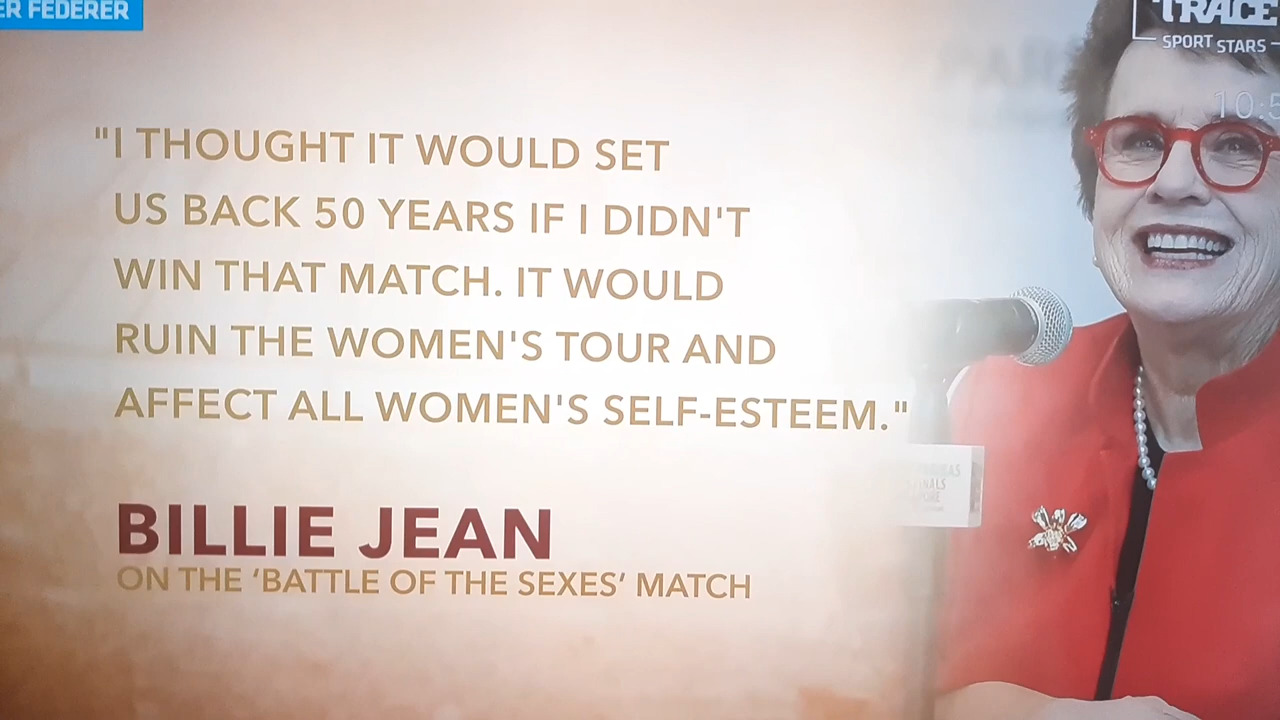 ER FEDERER
TRACE
SPORT STARS
10:5
"I THOUGHT IT WOULD SET
US BACK 50 YEARS IF I DIDN'T
WIN THAT MATCH. IT WOULD
RUIN THE WOMEN'S TOUR AND
AFFECT ALL WOMEN'S SELF-ESTEEM."
BILLIE JEAN
ON THE ‘BATTLE OF THE SEXES’ MATCH